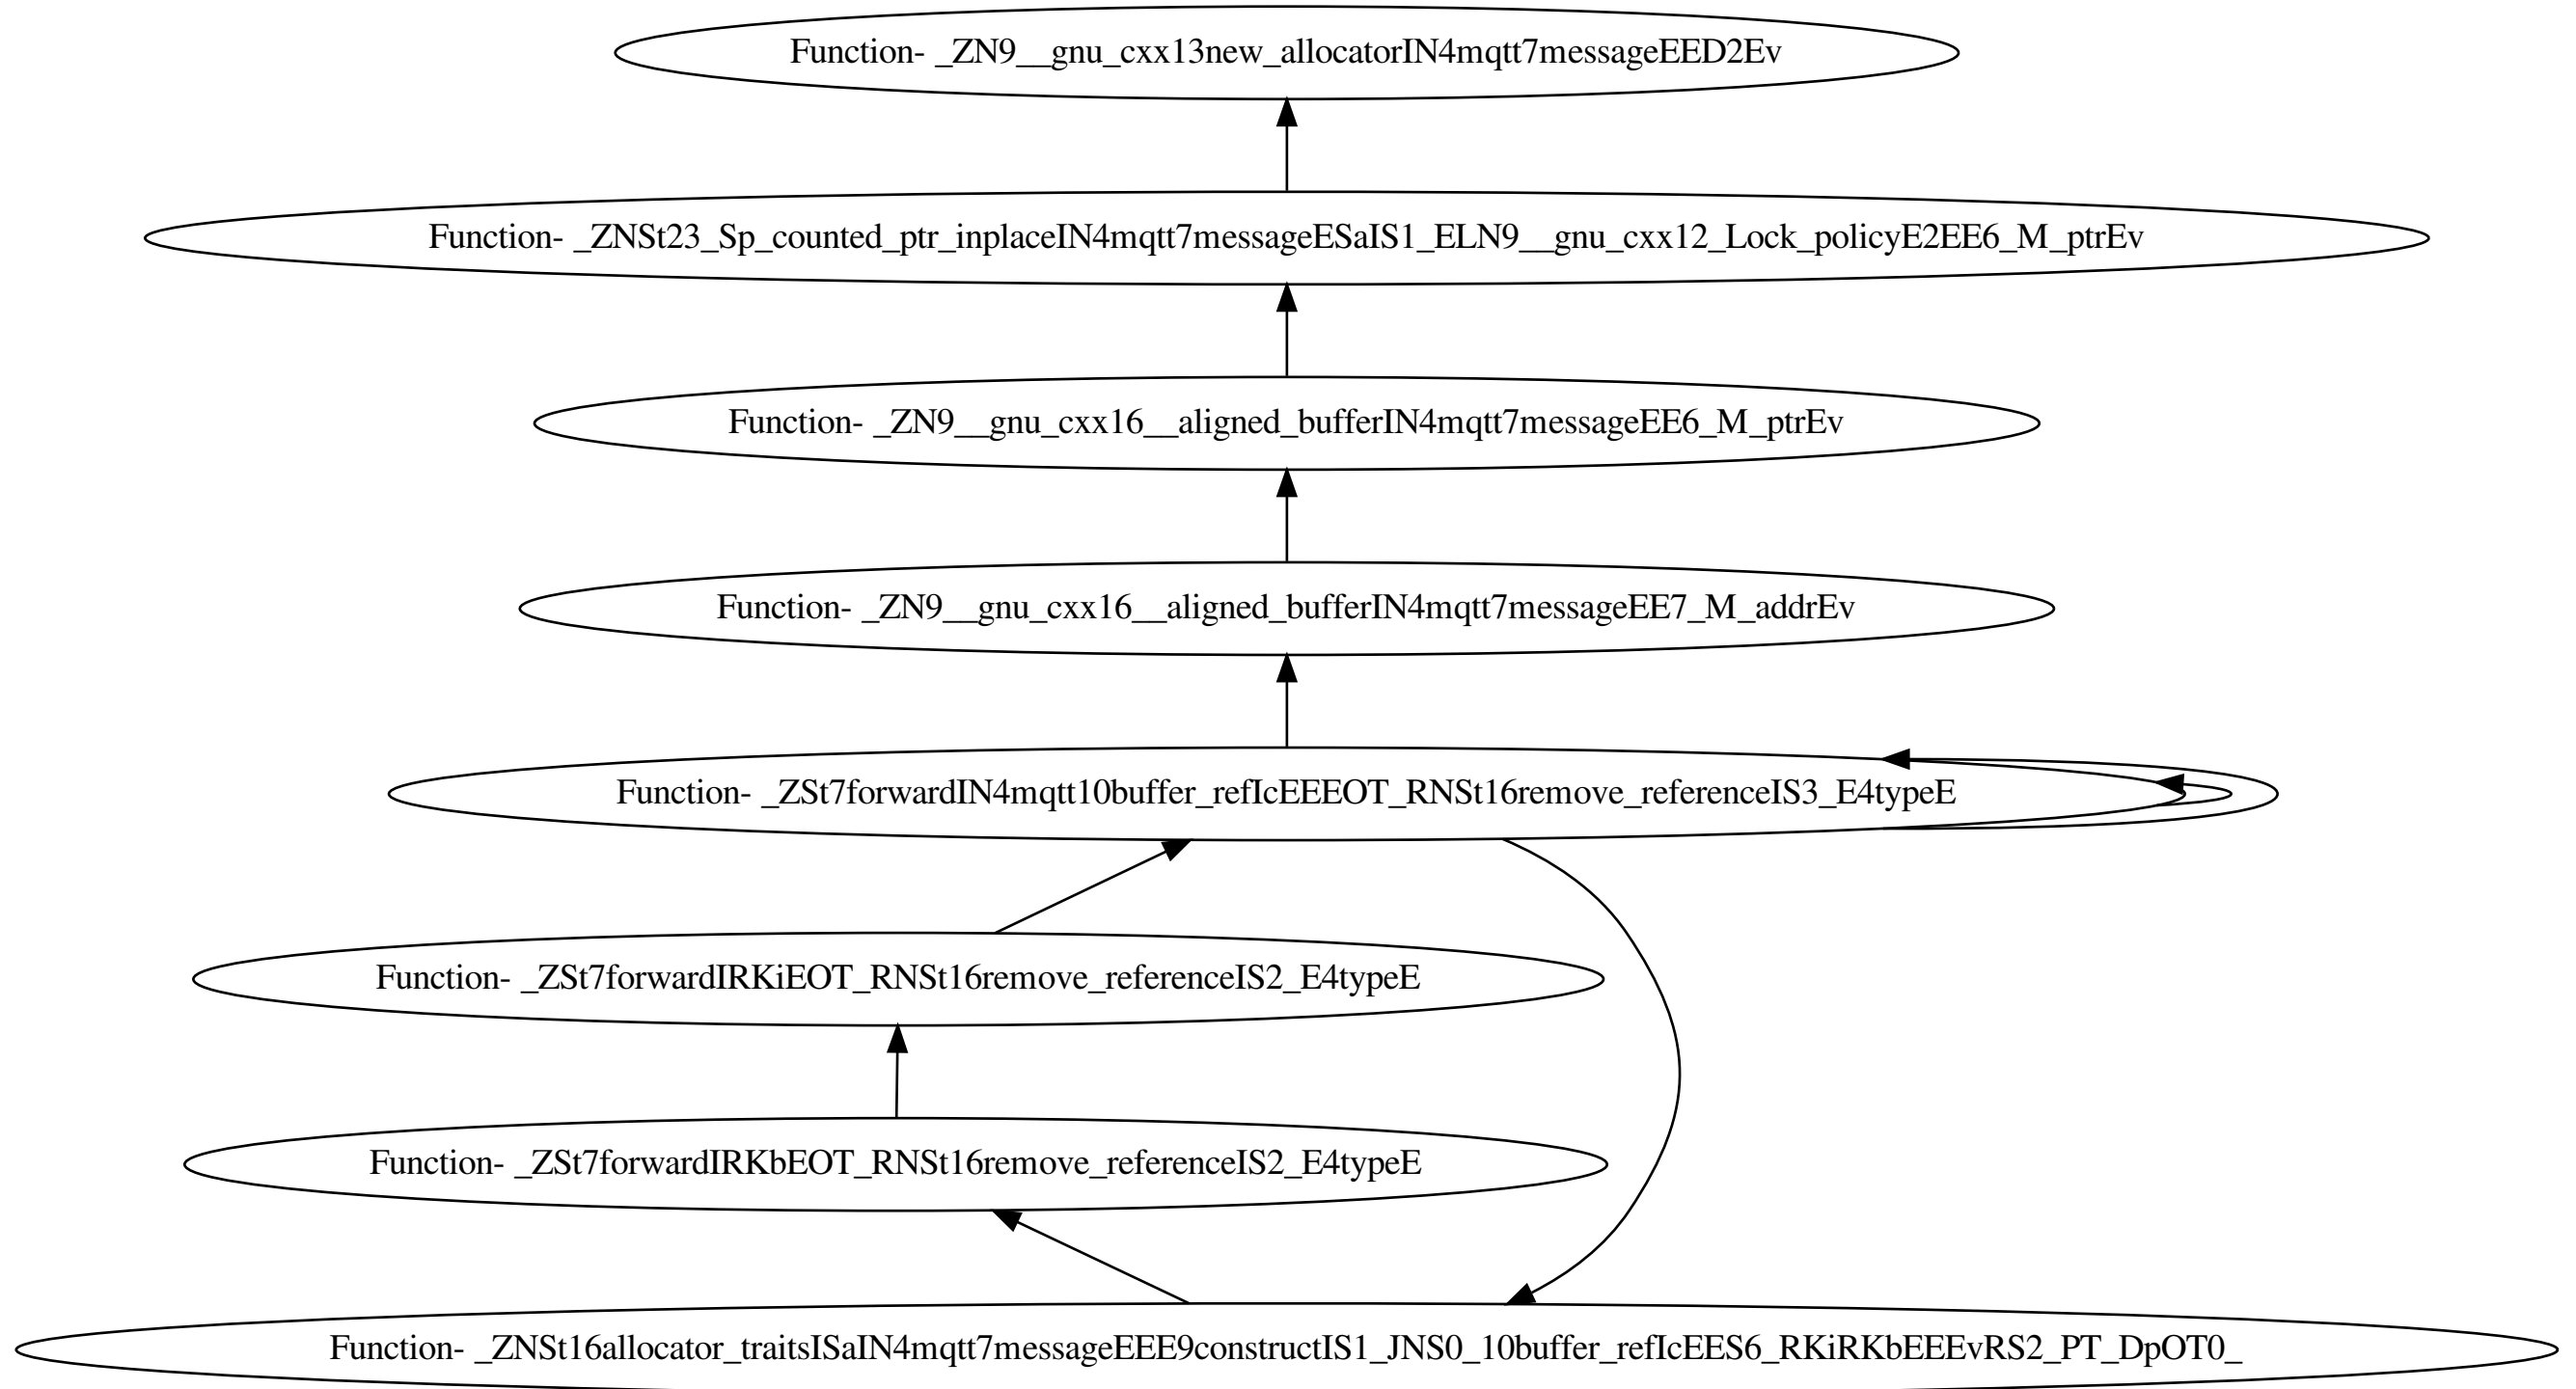 Function- _ZN9__gnu_cxx13new_allocatorIN4mqtt7messageEED2Ev
Function- _ZNSt23_Sp_counted_ptr_inplaceIN4mqtt7messageESaIS1_ELN9__gnu_cxx12_Lock_policyE2EE6_M_ptrEv
Function- _ZN9__gnu_cxx16__aligned_bufferIN4mqtt7messageEE6_M_ptrEv
Function- _ZN9__gnu_cxx16__aligned_bufferIN4mqtt7messageEE7_M_addrEv
Function- _ZSt7forwardIN4mqtt10buffer_refIcEEEOT_RNSt16remove_referenceIS3_E4typeE
Function- _ZSt7forwardIRKiEOT_RNSt16remove_referenceIS2_E4typeE
Function- _ZSt7forwardIRKbEOT_RNSt16remove_referenceIS2_E4typeE
Function- _ZNSt16allocator_traitsISaIN4mqtt7messageEEE9constructIS1_JNS0_10buffer_refIcEES6_RKiRKbEEEvRS2_PT_DpOT0_